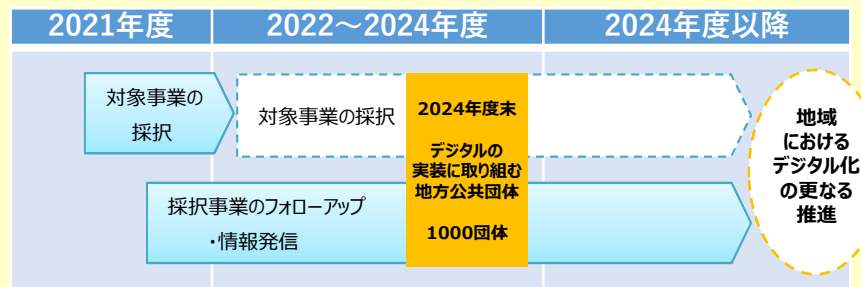 2021年度
2022～2024年度
2024年度以降
対象事業の
採択
対象事業の採択
2024年度末
デジタルの
実装に取り組む
地方公共団体
1000団体
採択事業のフォローアップ
・情報発信
地域
における
デジタル化
の更なる
推進